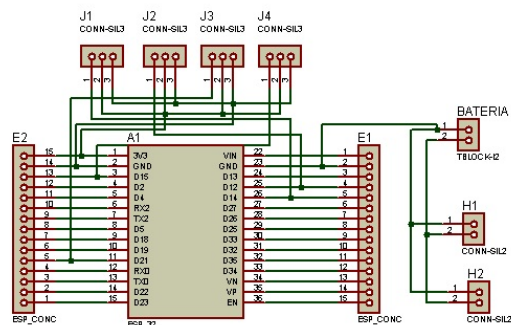 J1 J2 J3 J4
CONN-SIL3 CONN-SIL3 CONN-SIL3 CONN-SIL3
1 2 3 1 2 3 1 2 3 1 2 3
BATERIA
1
2
TBLOCK-I2
E2 A1 E1
15 1 3V3 VIN 22 1
14 2 GND GND 23 2
13 3 D15 D13 24 3
12 4 D2 D12 25 4
11 5 D4 D14 26 5
10 6 RX2 D27 27 6
9 7 TX2 D26 28 7
8 8 D5 D25 29 8
7 9 D18 D33 30 9
6 10 D19 D32 31 10
5 11 D21 D35 32 11
4 12 RX0 D34 33 12
3 13 TX0 VN 34 13
2 14 D22 VP 35 14
1 15 D23 EN 36 15
ESP_CONC ESP_32 ESP_CONC
H1
1
2
CONN-SIL2
H2
1
2
CONN-SIL2